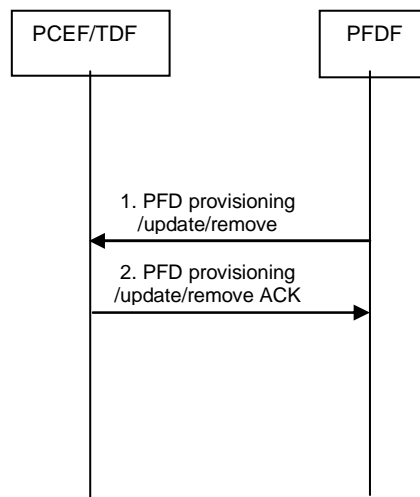 PCEF/TDF
PFDF
1. PFD provisioning
/update/remove
2. PFD provisioning
/update/remove ACK